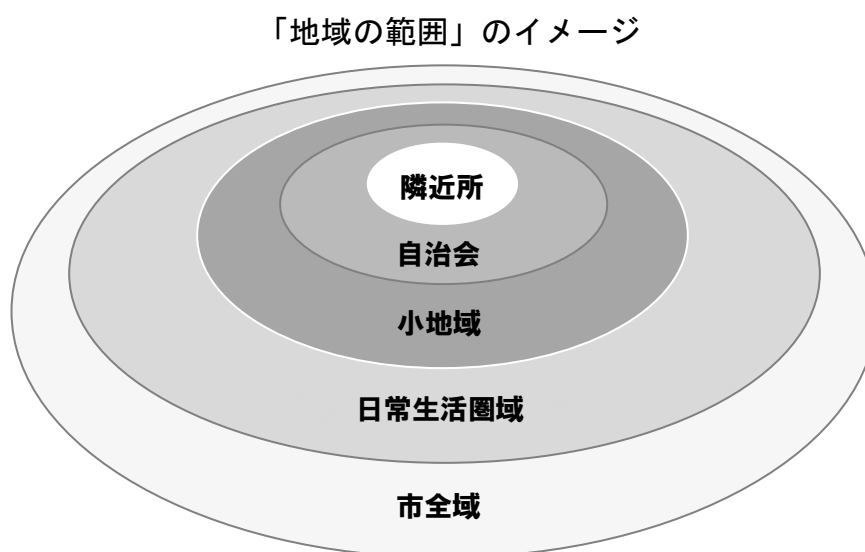 「地域の範囲」のイメージ
隣近所
自治会
小地域
日常生活圏域
市全域